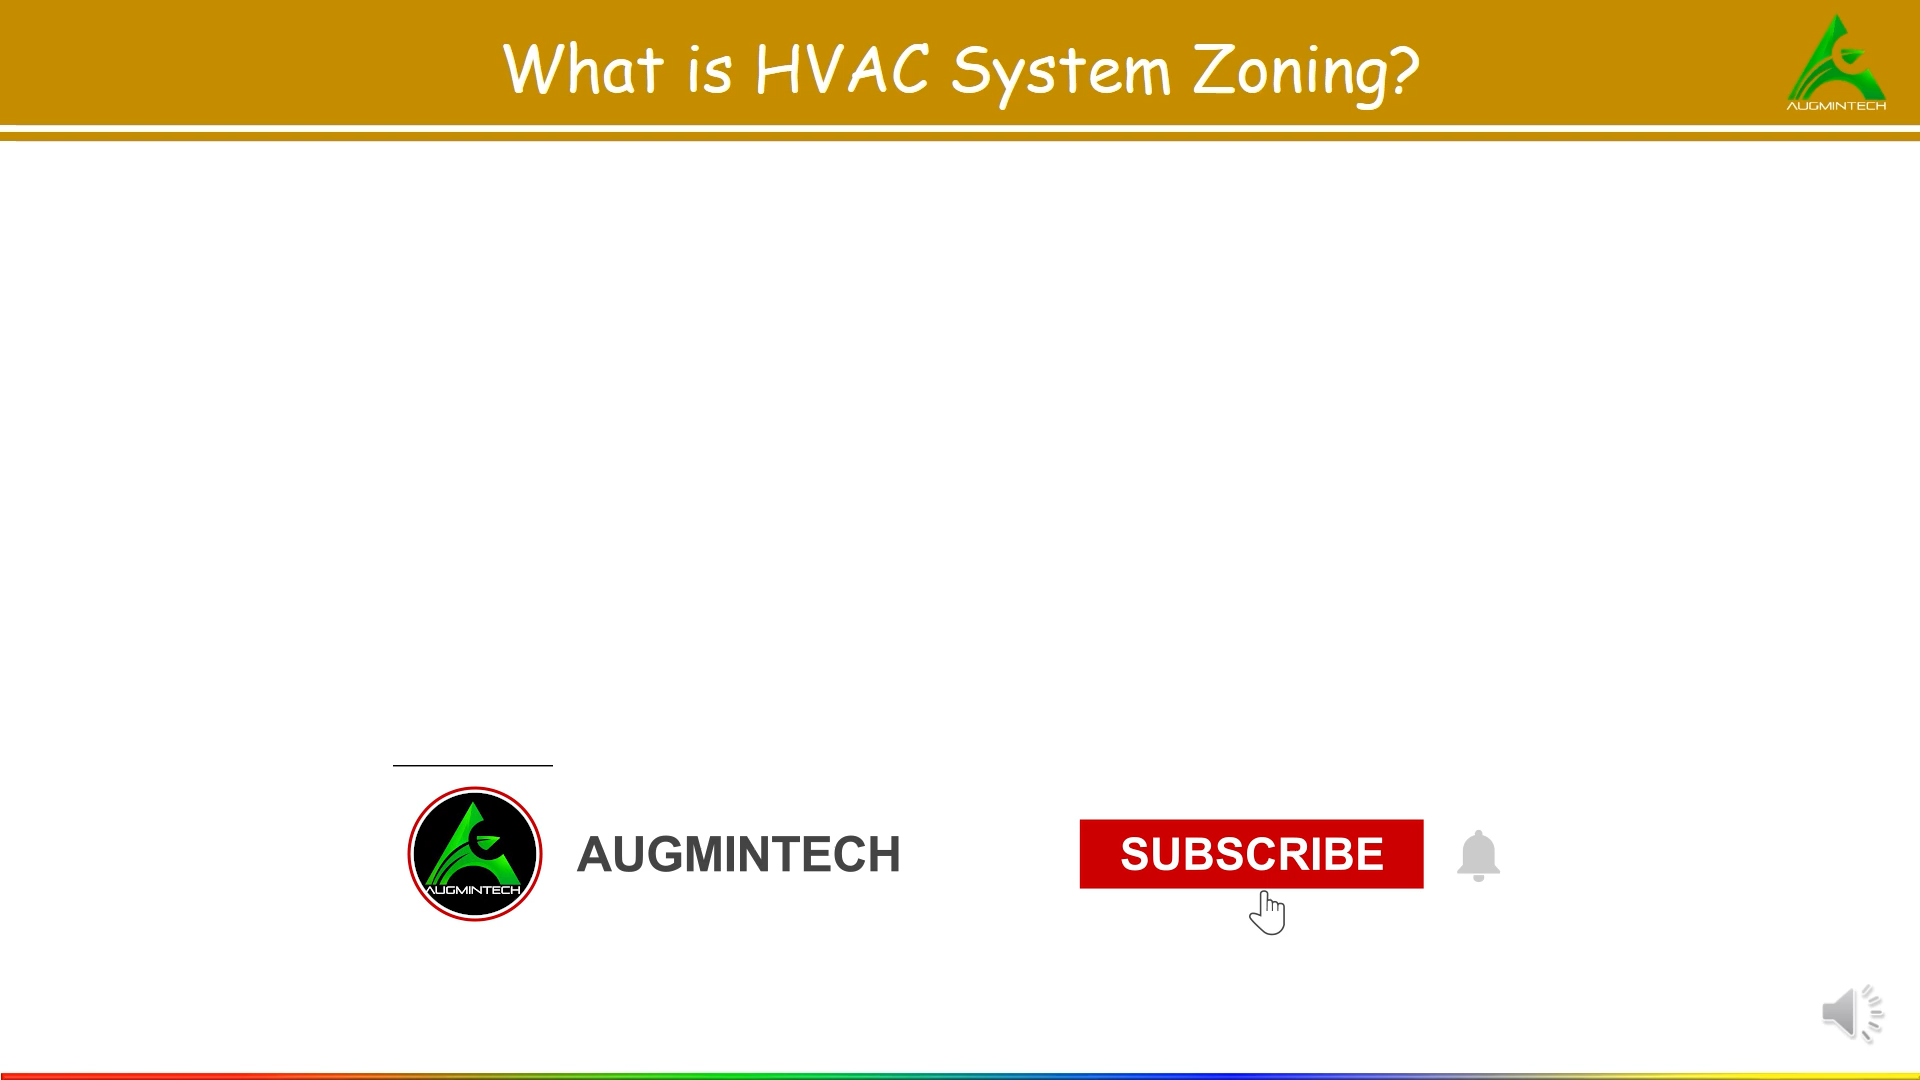 What is HVAC System Zoning?
AUGMINTECH
AUGMINTECH
AUGMINTECH
SUBSCRIBE